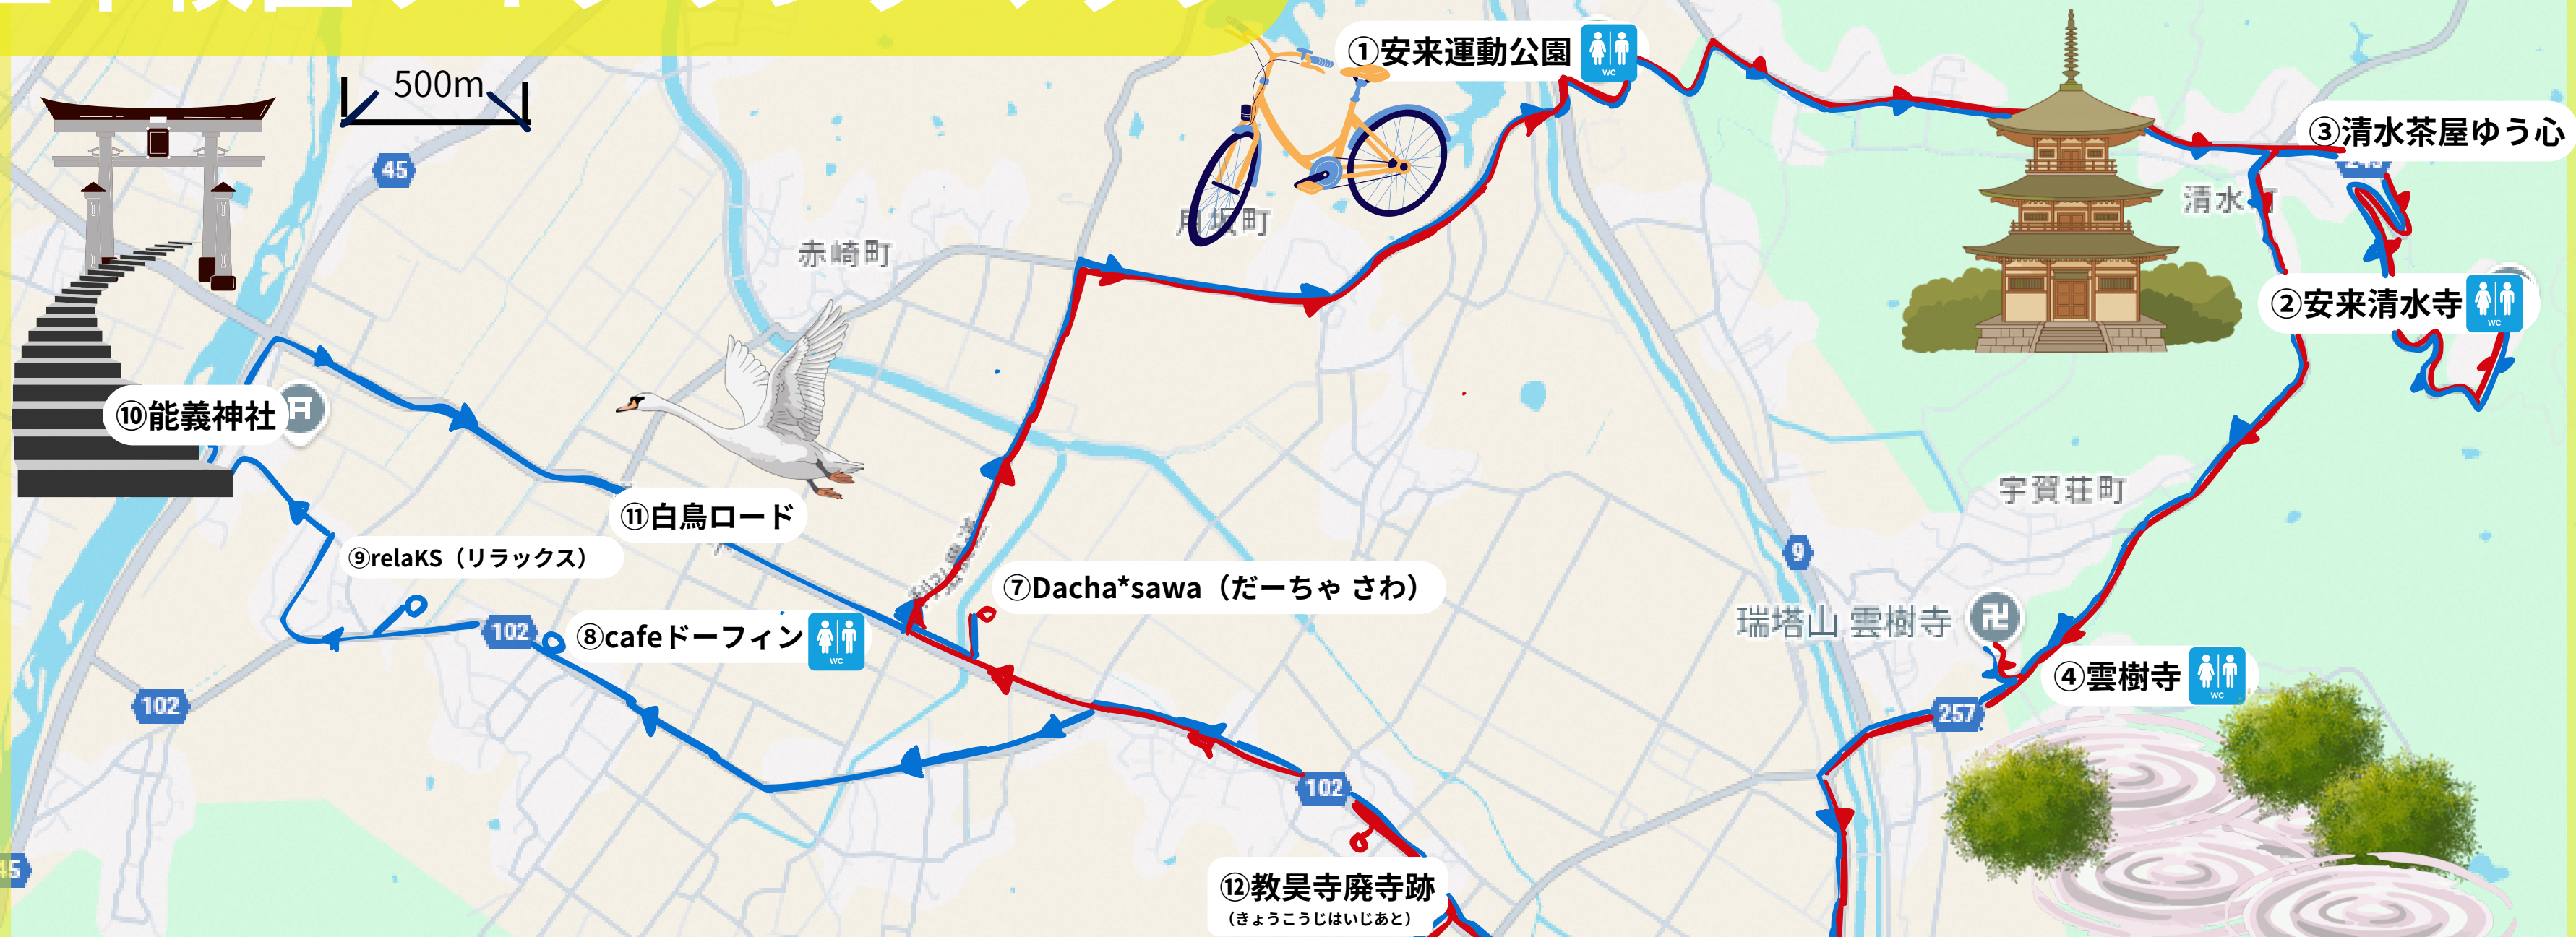 ①安来運動公園
WC
500m
③清水茶屋ゆう心
45
清水町
赤崎町
②安来清水寺
WC
⑩能義神社
宇賀荘町
⑪白鳥ロード
9
⑨relaKS（リラックス）
⑦Dacha*sawa（だーちゃ さわ）
瑞塔山 雲樹寺
102
⑧cafeドーフィン
WC
④雲樹寺
WC
102
257
102
45
⑫教昊寺廃寺跡
（きょうこうじはいじあと）